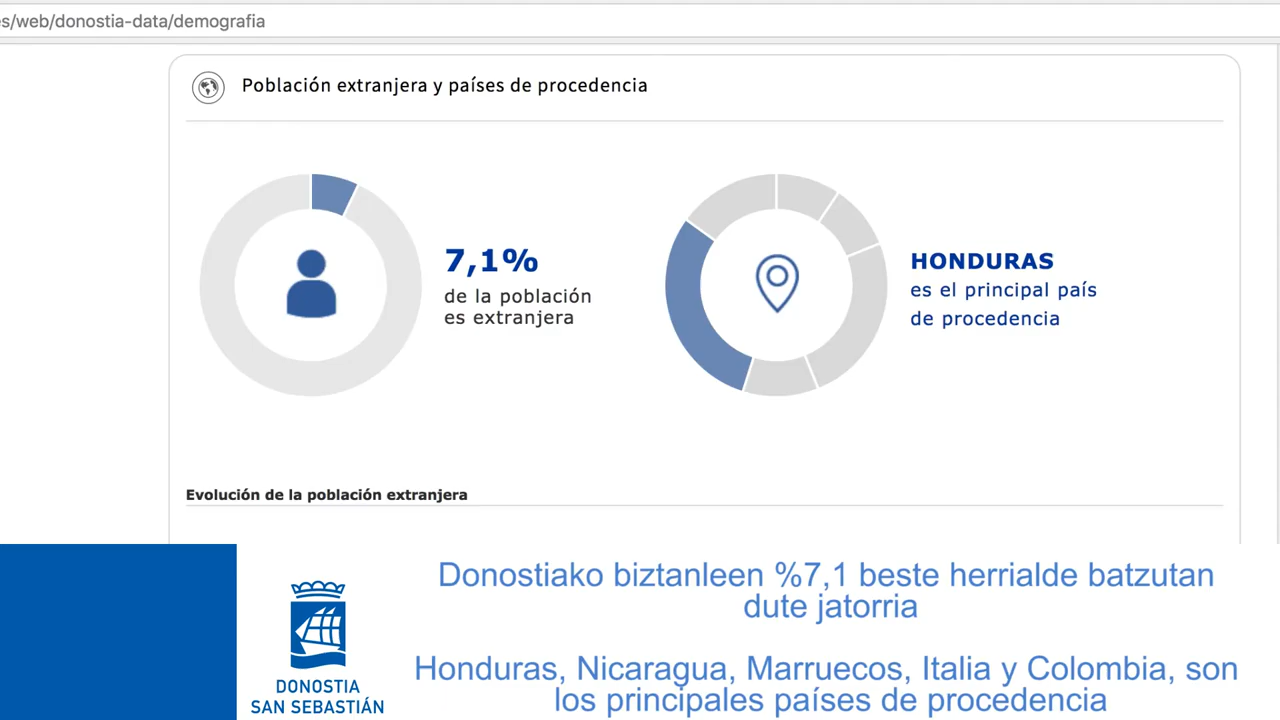 es/web/donostia-data/demografia
Población extranjera y países de procedencia
7,1%
de la población
es extranjera
HONDURAS
es el principal país
de procedencia
Evolución de la población extranjera
Donostiako biztanleen %7,1 beste herrialde batzutan
dute jatorria
Honduras, Nicaragua, Marruecos, Italia y Colombia, son
los principales países de procedencia
DONOSTIA
SAN SEBASTIÁN